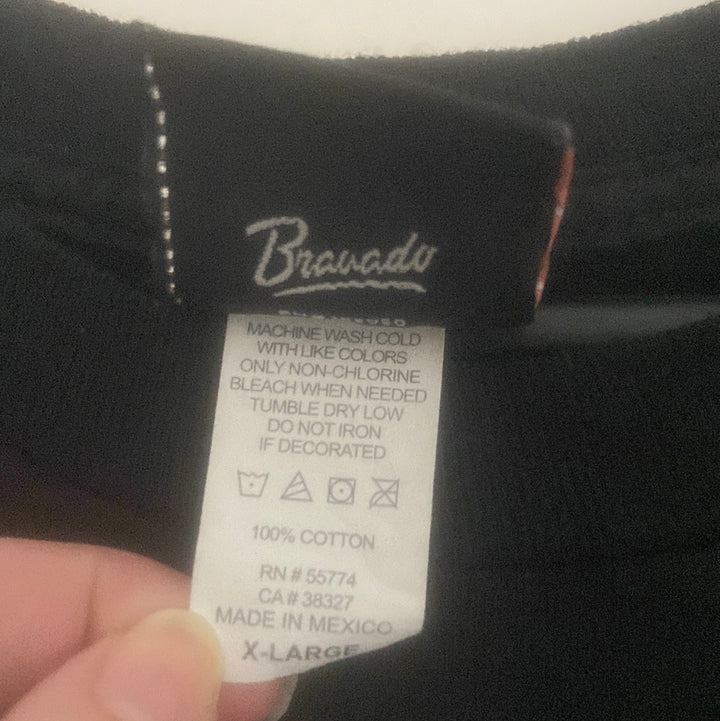 Bravado
MACHINE WASH COLD
WITH LIKE COLORS
ONLY NON-CHLORINE
BLEACH WHEN NEEDED
TUMBLE DRY LOW
DO NOT IRON
IF DECORATED
100% COTTON
RN # 55774
CA # 38327
MADE IN MEXICO
X-LARGE